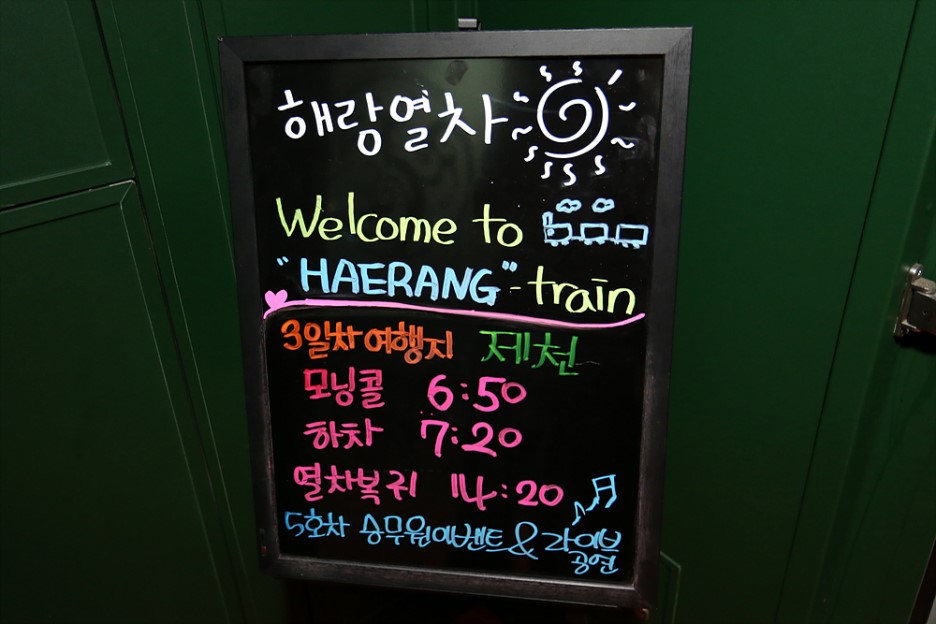 해랑열차
Welcome to
"HAERANG"-train
3일차 여행지 제천
모닝콜 6:50
하차 7:20
열차복귀 14:20
5호차 승무원이벤트 & 라이브
공연